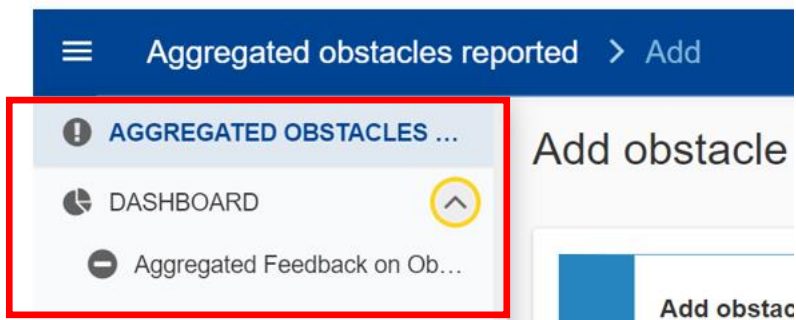 Aggregated obstacles reported > Add
AGGREGATED OBSTACLES ...
Add obstacle
DASHBOARD
Aggregated Feedback on Ob...
Add obstac